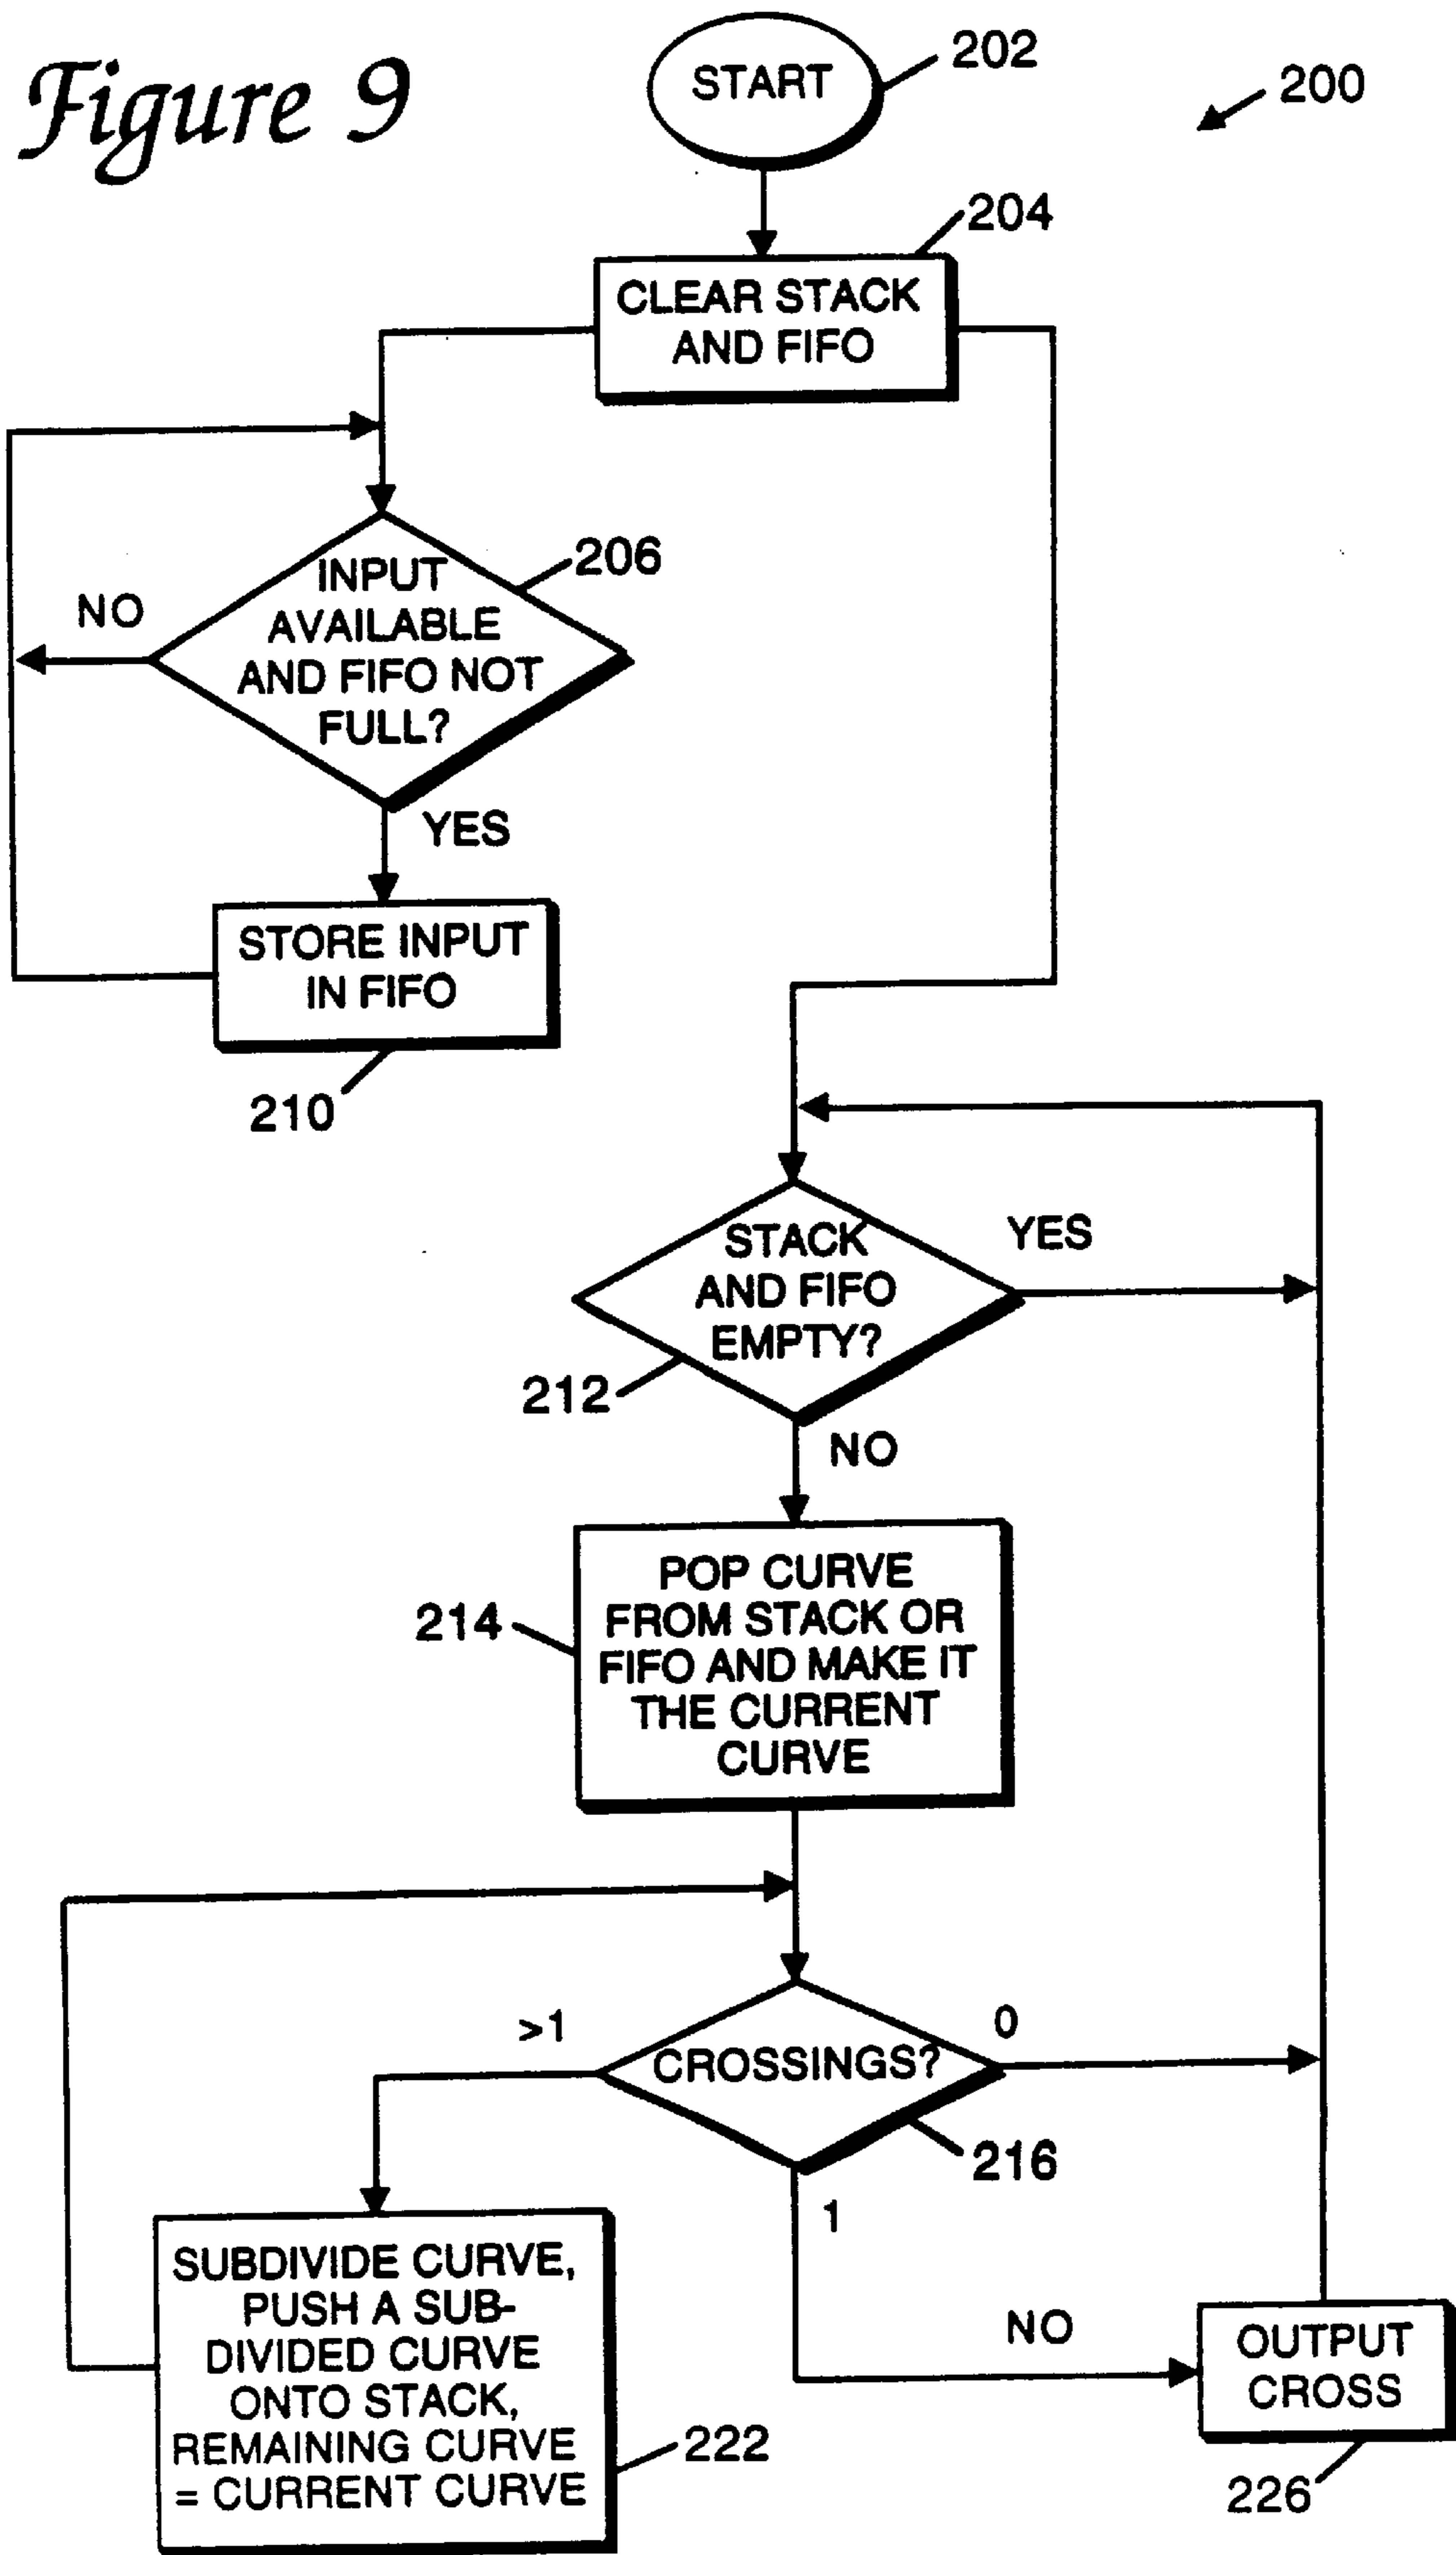 Figure 9
START
202
200
204
CLEAR STACK
AND FIFO
206
INPUT
AVAILABLE
AND FIFO NOT
FULL?
NO
YES
STORE INPUT
IN FIFO
210
STACK
AND FIFO
EMPTY?
YES
212
NO
POP CURVE
FROM STACK OR
FIFO AND MAKE IT
THE CURRENT
CURVE
214
>1
CROSSINGS?
0
216
1
SUBDIVIDE CURVE,
PUSH A SUB-
DIVIDED CURVE
ONTO STACK,
REMAINING CURVE
= CURRENT CURVE
222
NO
OUTPUT
CROSS
226